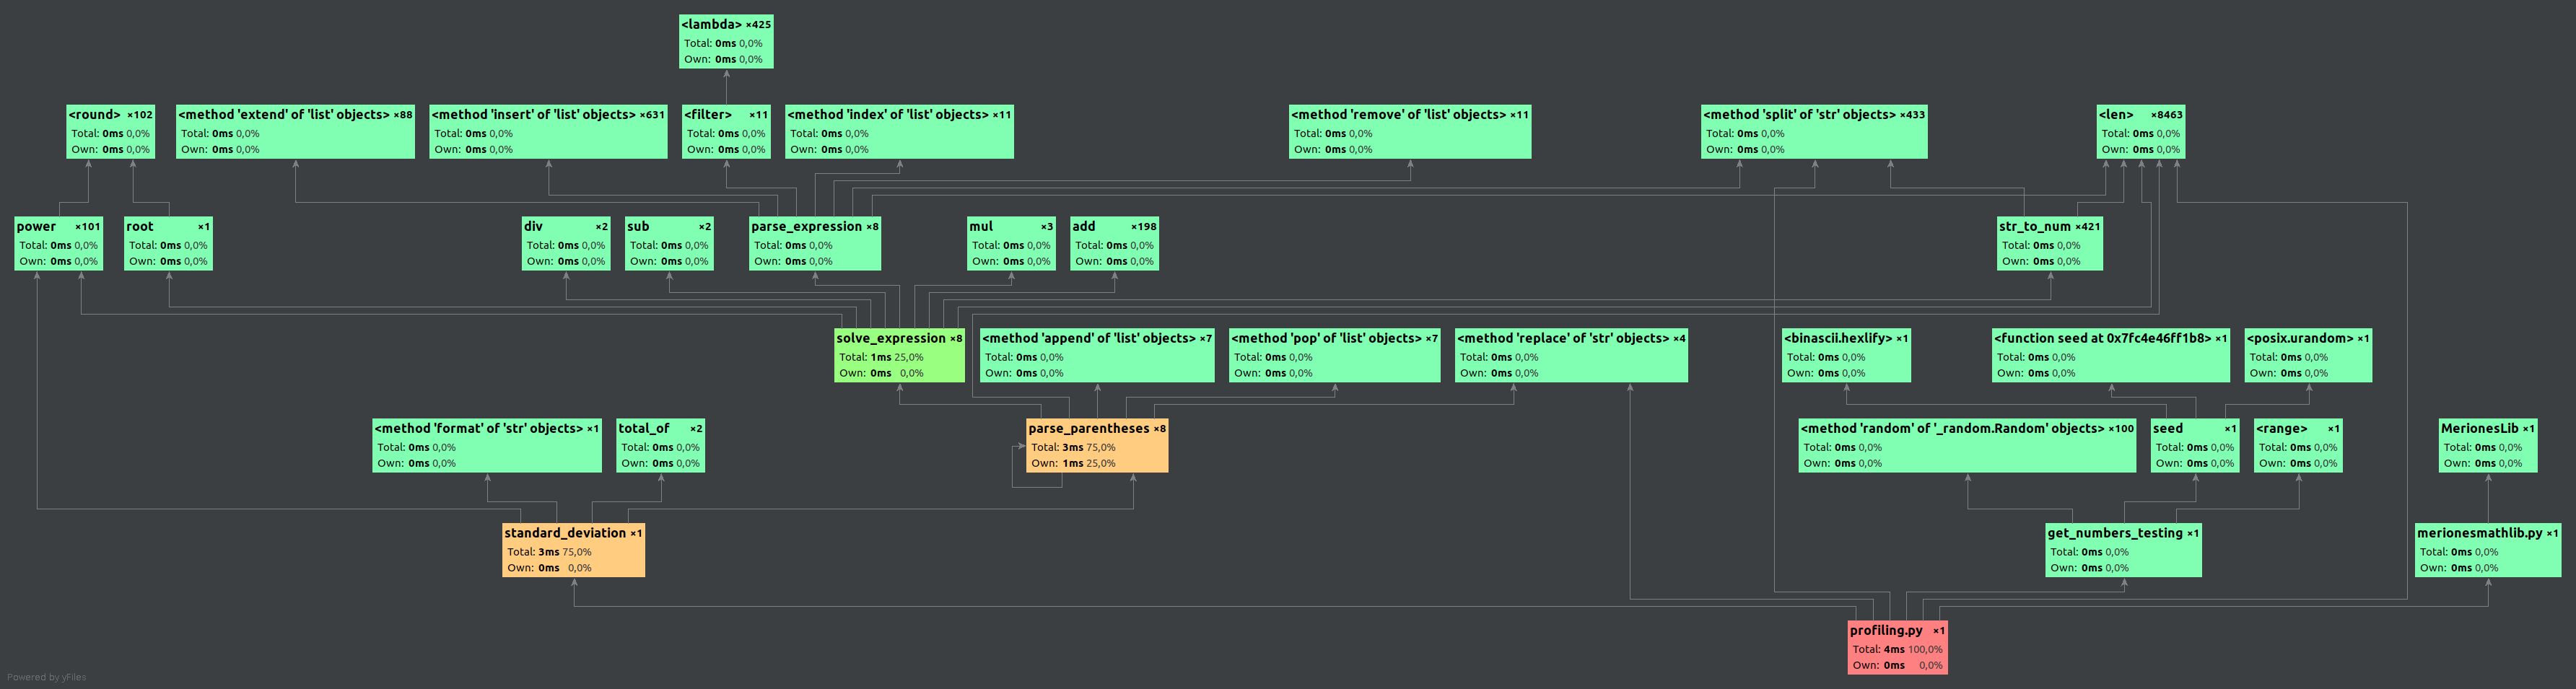 <lambda> ×425
Total: 0ms 0,0%
Own: 0ms 0,0%
<round> ×102
Total: 0ms 0,0%
Own: 0ms 0,0%
<method 'extend' of 'list' objects> ×88
Total: 0ms 0,0%
Own: 0ms 0,0%
<method 'insert' of 'list' objects> ×631
Total: 0ms 0,0%
Own: 0ms 0,0%
<filter> ×11
Total: 0ms 0,0%
Own: 0ms 0,0%
<method 'index' of 'list' objects> ×11
Total: 0ms 0,0%
Own: 0ms 0,0%
<method 'remove' of 'list' objects> ×11
Total: 0ms 0,0%
Own: 0ms 0,0%
<method 'split' of 'str' objects> ×433
Total: 0ms 0,0%
Own: 0ms 0,0%
<len> ×8463
Total: 0ms 0,0%
Own: 0ms 0,0%
power ×101
Total: 0ms 0,0%
Own: 0ms 0,0%
root ×1
Total: 0ms 0,0%
Own: 0ms 0,0%
div ×2
Total: 0ms 0,0%
Own: 0ms 0,0%
sub ×2
Total: 0ms 0,0%
Own: 0ms 0,0%
parse_expression ×8
Total: 0ms 0,0%
Own: 0ms 0,0%
mul ×3
Total: 0ms 0,0%
Own: 0ms 0,0%
add ×198
Total: 0ms 0,0%
Own: 0ms 0,0%
str_to_num ×421
Total: 0ms 0,0%
Own: 0ms 0,0%
solve_expression ×8
Total: 1ms 25,0%
Own: 0ms 0,0%
<method 'append' of 'list' objects> ×7
Total: 0ms 0,0%
Own: 0ms 0,0%
<method 'pop' of 'list' objects> ×7
Total: 0ms 0,0%
Own: 0ms 0,0%
<method 'replace' of 'str' objects> ×4
Total: 0ms 0,0%
Own: 0ms 0,0%
<binascii.hexlify> ×1
Total: 0ms 0,0%
Own: 0ms 0,0%
<function seed at 0x7fc4e46ff1b8> ×1
Total: 0ms 0,0%
Own: 0ms 0,0%
<posix.urandom> ×1
Total: 0ms 0,0%
Own: 0ms 0,0%
<method 'format' of 'str' objects> ×1
Total: 0ms 0,0%
Own: 0ms 0,0%
total_of ×2
Total: 0ms 0,0%
Own: 0ms 0,0%
parse_parentheses ×8
Total: 3ms 75,0%
Own: 1ms 25,0%
<method 'random' of '_random.Random' objects> ×100
Total: 0ms 0,0%
Own: 0ms 0,0%
seed ×1
Total: 0ms 0,0%
Own: 0ms 0,0%
<range> ×1
Total: 0ms 0,0%
Own: 0ms 0,0%
MerionesLib ×1
Total: 0ms 0,0%
Own: 0ms 0,0%
standard_deviation ×1
Total: 3ms 75,0%
Own: 0ms 0,0%
get_numbers_testing ×1
Total: 0ms 0,0%
Own: 0ms 0,0%
merionesmathlib.py ×1
Total: 0ms 0,0%
Own: 0ms 0,0%
profiling.py ×1
Total: 4ms 100,0%
Own: 0ms 0,0%
Powered by yFiles